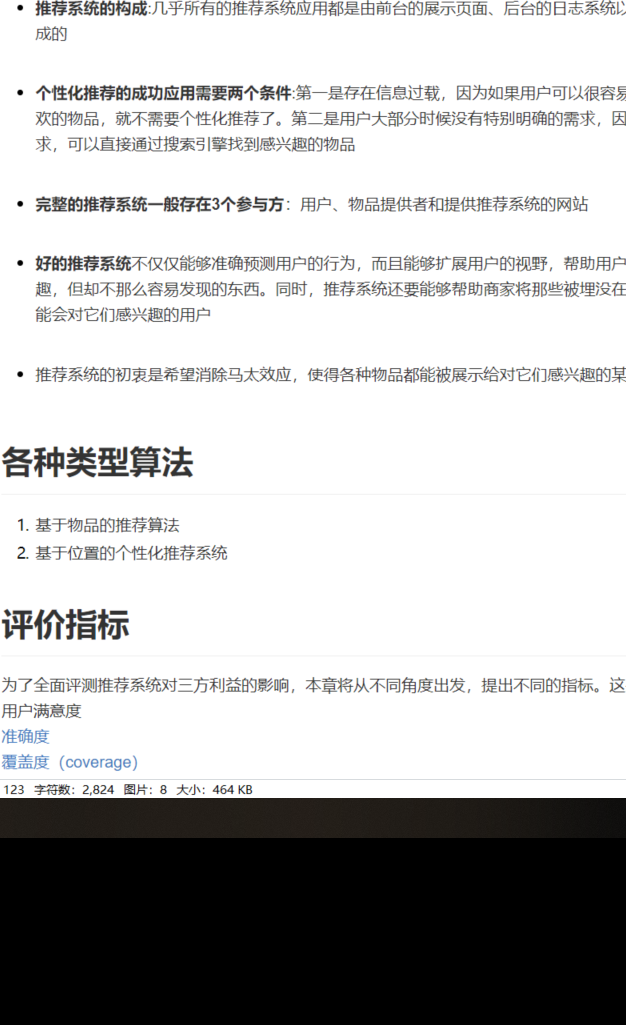 推荐系统的构成:几乎所有的推荐系统应用都是由前台的展示页面、后台的日志系统以
成的
个性化推荐的成功应用需要两个条件:第一是存在信息过载，因为如果用户可以很容易
欢的物品，就不需要个性化推荐了。第二是用户大部分时候没有特别明确的需求，因
求，可以直接通过搜索引擎找到感兴趣的物品
完整的推荐系统一般存在3个参与方：用户、物品提供者和提供推荐系统的网站
好的推荐系统不仅仅能够准确预测用户的行为，而且能够扩展用户的视野，帮助用户
趣，但却不那么容易发现的东西。同时，推荐系统还要能够帮助商家将那些被埋没在
能会对它们感兴趣的用户
推荐系统的初衷是希望消除马太效应，使得各种物品都能被展示给对它们感兴趣的某
各种类型算法
1. 基于物品的推荐算法
2. 基于位置的个性化推荐系统
评价指标
为了全面评测推荐系统对三方利益的影响，本章将从不同角度出发，提出不同的指标。这
用户满意度
准确度
覆盖度（coverage）
123 字符数：2,824 图片：8 大小：464 KB